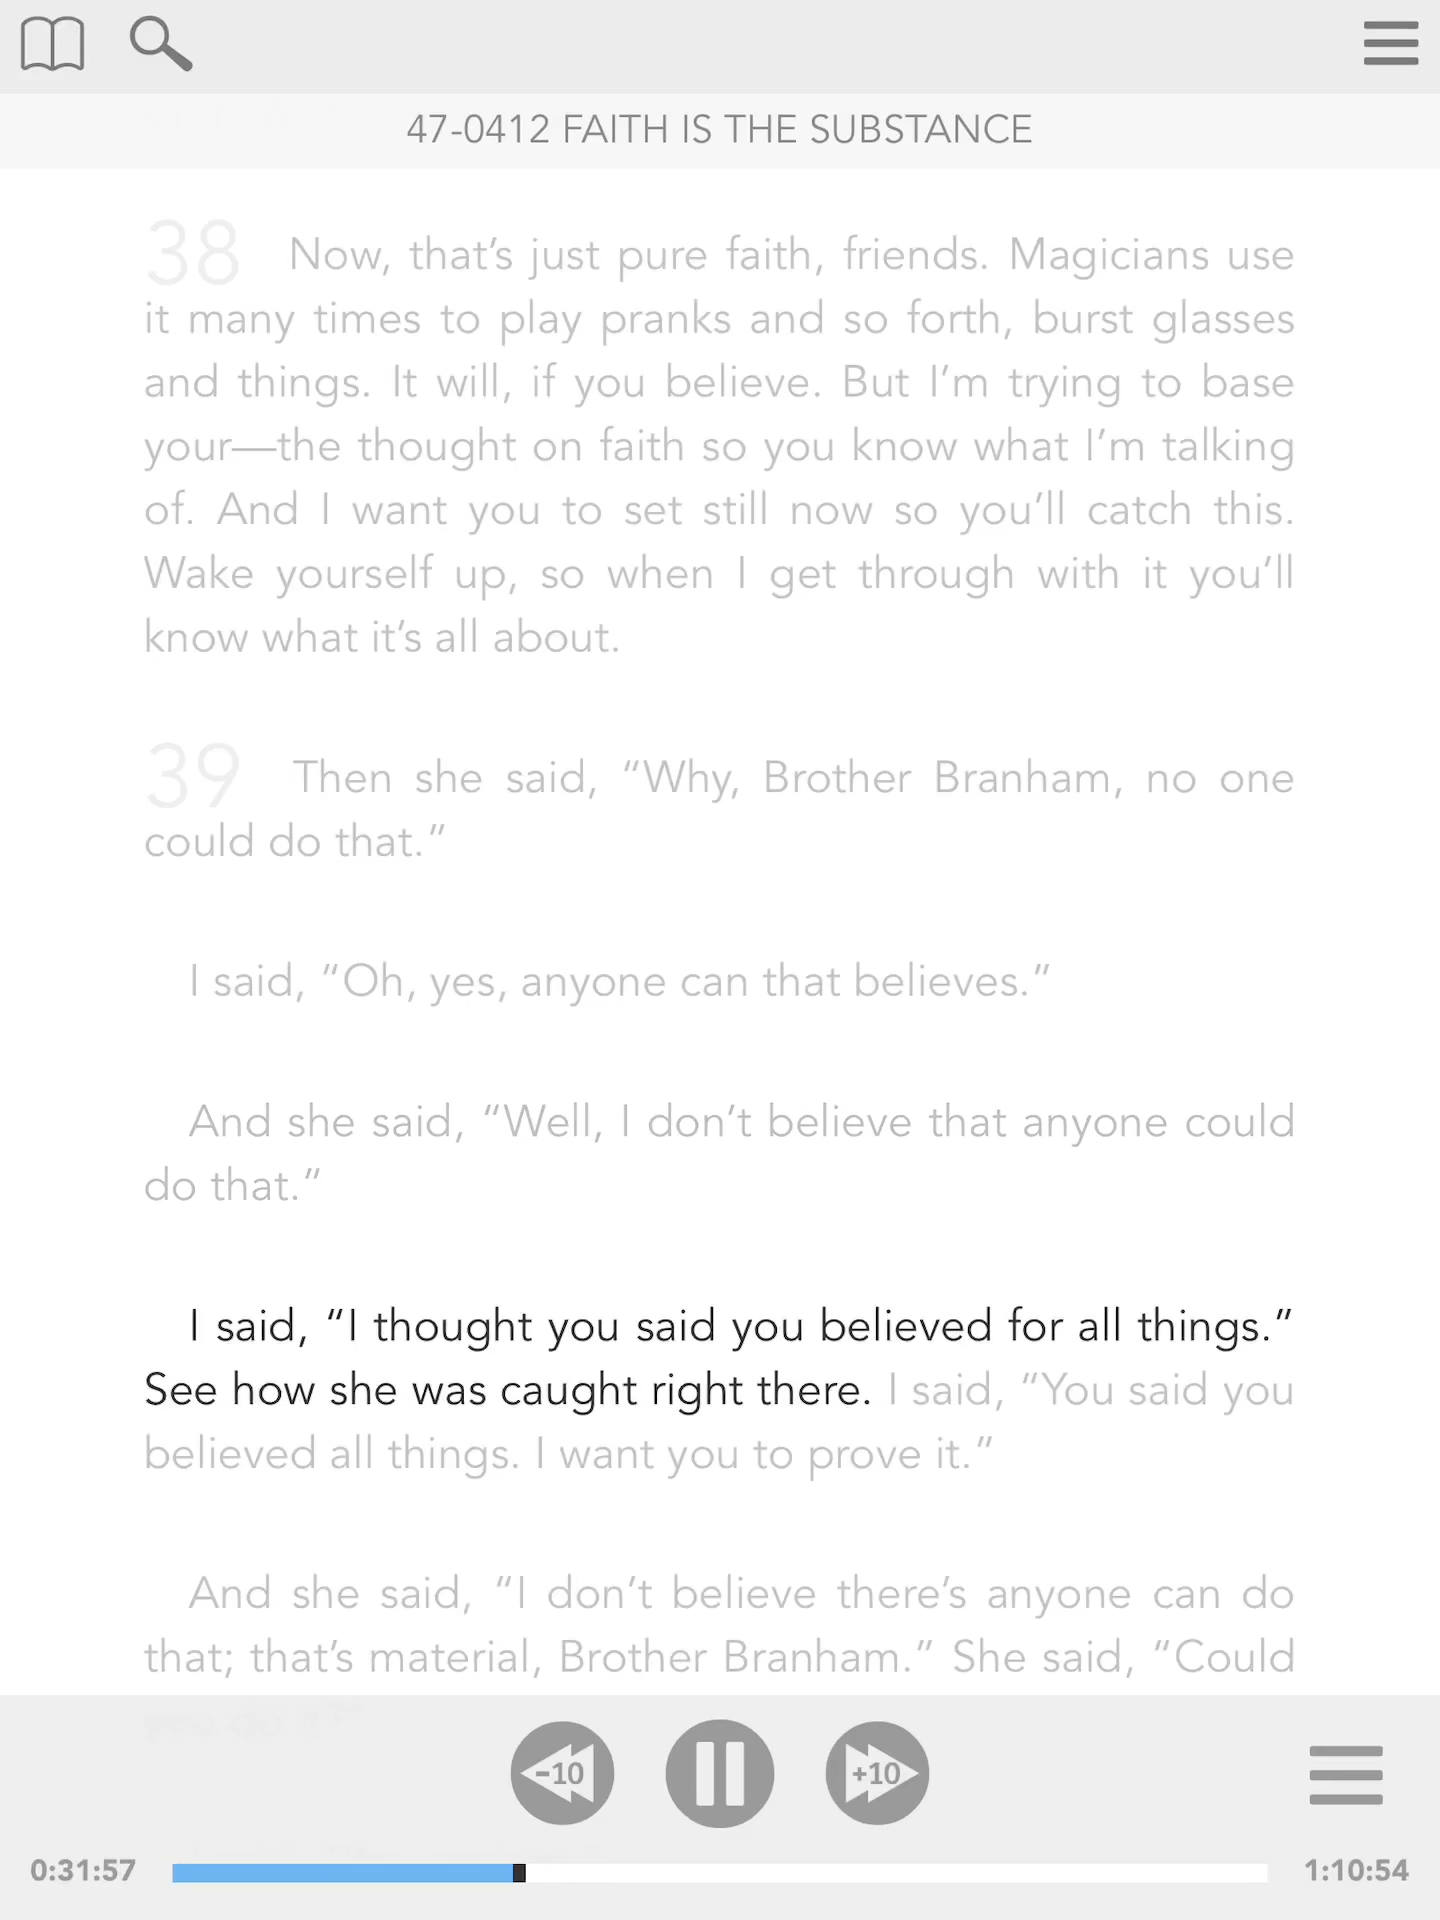 47-0412 FAITH IS THE SUBSTANCE
38 Now, that’s just pure faith, friends. Magicians use
it many times to play pranks and so forth, burst glasses
and things. It will, if you believe. But I’m trying to base
your—the thought on faith so you know what I’m talking
of. And I want you to set still now so you’ll catch this.
Wake yourself up, so when I get through with it you’ll
know what it’s all about.
39 Then she said, “Why, Brother Branham, no one
could do that.”
I said, “Oh, yes, anyone can that believes.”
And she said, “Well, I don’t believe that anyone could
do that.”
I said, “I thought you said you believed for all things.”
See how she was caught right there. I said, “You said you
believed all things. I want you to prove it.”
And she said, “I don’t believe there’s anyone can do
that; that’s material, Brother Branham.” She said, “Could
you do it?”
-10 +10
0:31:57 1:10:54